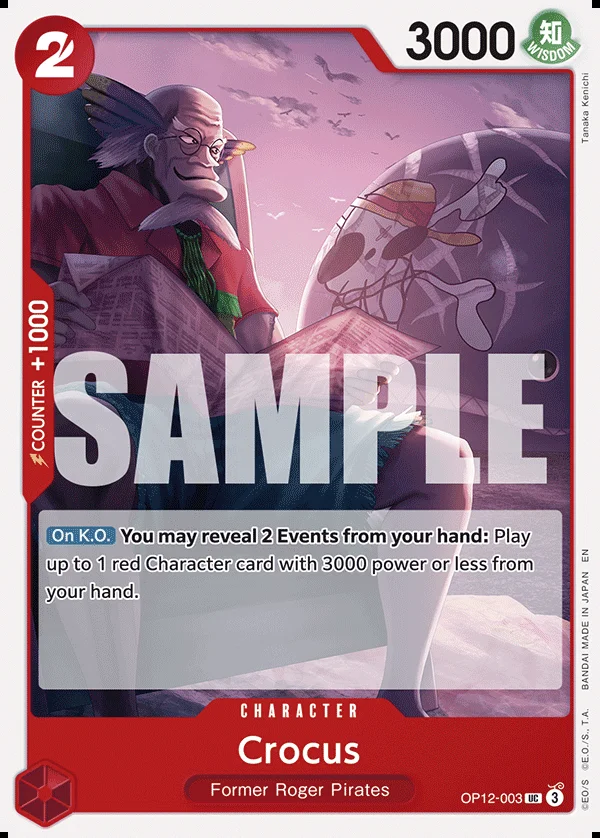 2
3000
知
WISDOM
Tanaka Kenichi
COUNTER +1000
SAMPLE
On K.O. You may reveal 2 Events from your hand: Play
up to 1 red Character card with 3000 power or less from
your hand.
CHARACTER
Crocus
Former Roger Pirates
OP12-003 UC 3
©EO/S ©E.O./S., T.A. BANDAI MADE IN JAPAN EN